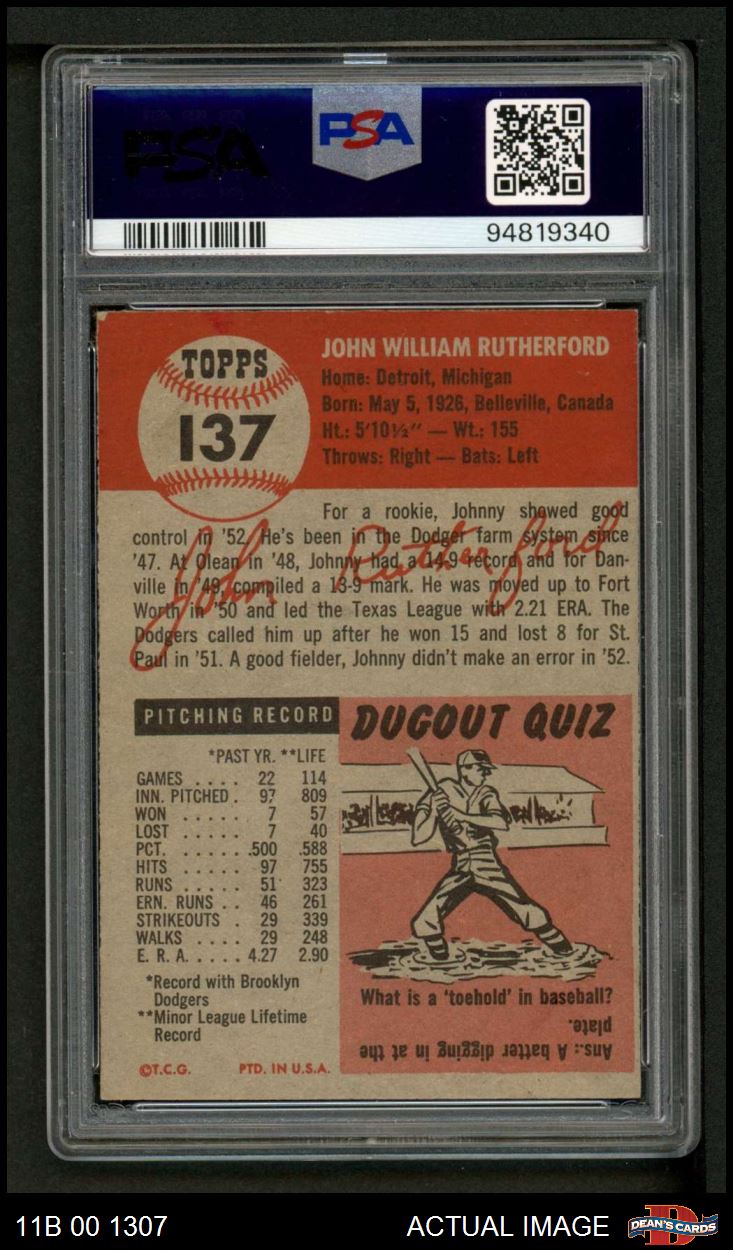 PSA
PSA
94819340
TOPPS
137
JOHN WILLIAM RUTHERFORD
Home: Detroit, Michigan
Born: May 5, 1926, Belleville, Canada
Ht.: 5'10½" — Wt.: 155
Throws: Right — Bats: Left
For a rookie, Johnny showed good
control in '52. He's been in the Dodger farm system since
'47. At Olean in '48, Johnny had a 14-9 record and for Dan-
ville in '49, compiled a 13-9 mark. He was moved up to Fort
Worth in '50 and led the Texas League with 2.21 ERA. The
Dodgers called him up after he won 15 and lost 8 for St.
Paul in '51. A good fielder, Johnny didn't make an error in '52.
John Rutherford
PITCHING RECORD
*PAST YR. **LIFE
GAMES .... 22 114
INN. PITCHED . 97 809
WON ...... 7 57
LOST ...... 7 40
PCT. ...... .500 .588
HITS ...... 97 755
RUNS ..... 51 323
ERN. RUNS .. 46 261
STRIKEOUTS . 29 339
WALKS .... 29 248
E. R. A. ..... 4.27 2.90
*Record with Brooklyn
Dodgers
**Minor League Lifetime
Record
©T.C.G. PTD. IN U.S.A.
DUGOUT QUIZ
What is a 'toehold' in baseball?
Ans.: A batter digging in at the
plate.
11B 00 1307
ACTUAL IMAGE
D
DEAN'S CARDS